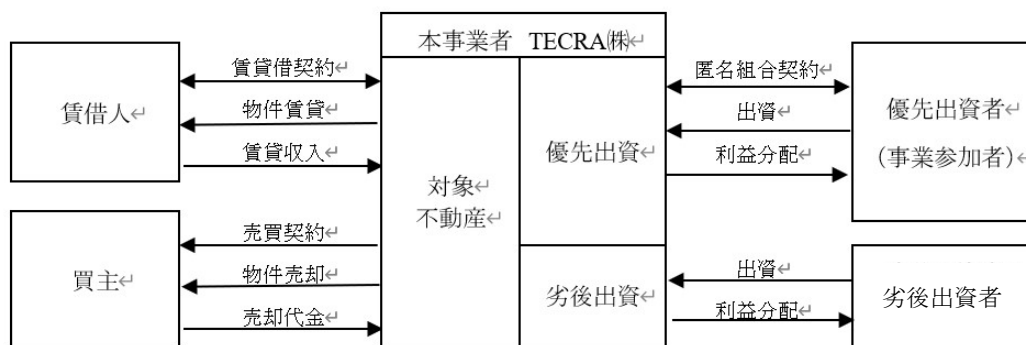 本事業者 TECRA㈱↵
賃借人↵
賃貸借契約↵
物件賃貸↵
賃貸収入↵
買主↵
売買契約↵
物件売却↵
売却代金↵
対象↵
不動産↵
優先出資↵
劣後出資↵
匿名組合契約↵
出資↵
利益分配↵
優先出資者↵
（事業参加者）↵
出資↵
利益分配↵
劣後出資者